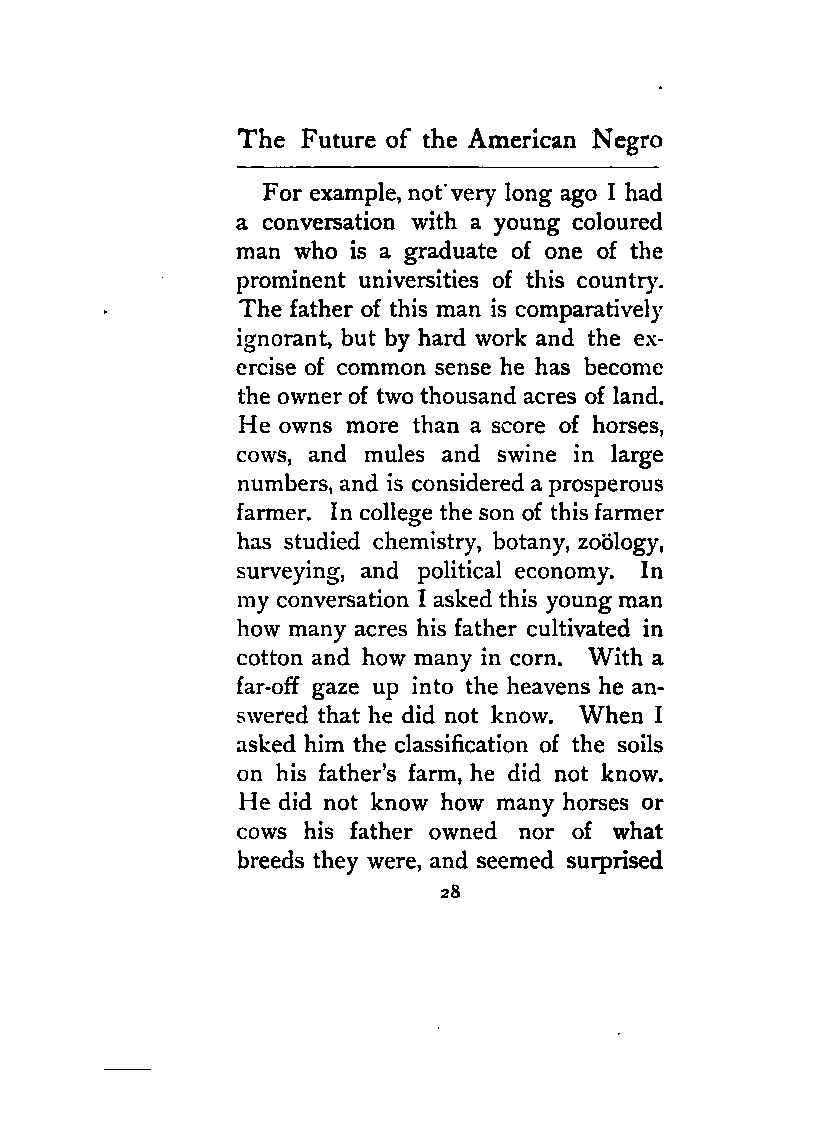 The Future of the American Negro
For example, not very long ago I had
a conversation with a young coloured
man who is a graduate of one of the
prominent universities of this country.
The father of this man is comparatively
ignorant, but by hard work and the ex-
ercise of common sense he has become
the owner of two thousand acres of land.
He owns more than a score of horses,
cows, and mules and swine in large
numbers, and is considered a prosperous
farmer. In college the son of this farmer
has studied chemistry, botany, zoölogy,
surveying, and political economy. In
my conversation I asked this young man
how many acres his father cultivated in
cotton and how many in corn. With a
far-off gaze up into the heavens he an-
swered that he did not know. When I
asked him the classification of the soils
on his father's farm, he did not know.
He did not know how many horses or
cows his father owned nor of what
breeds they were, and seemed surprised
28